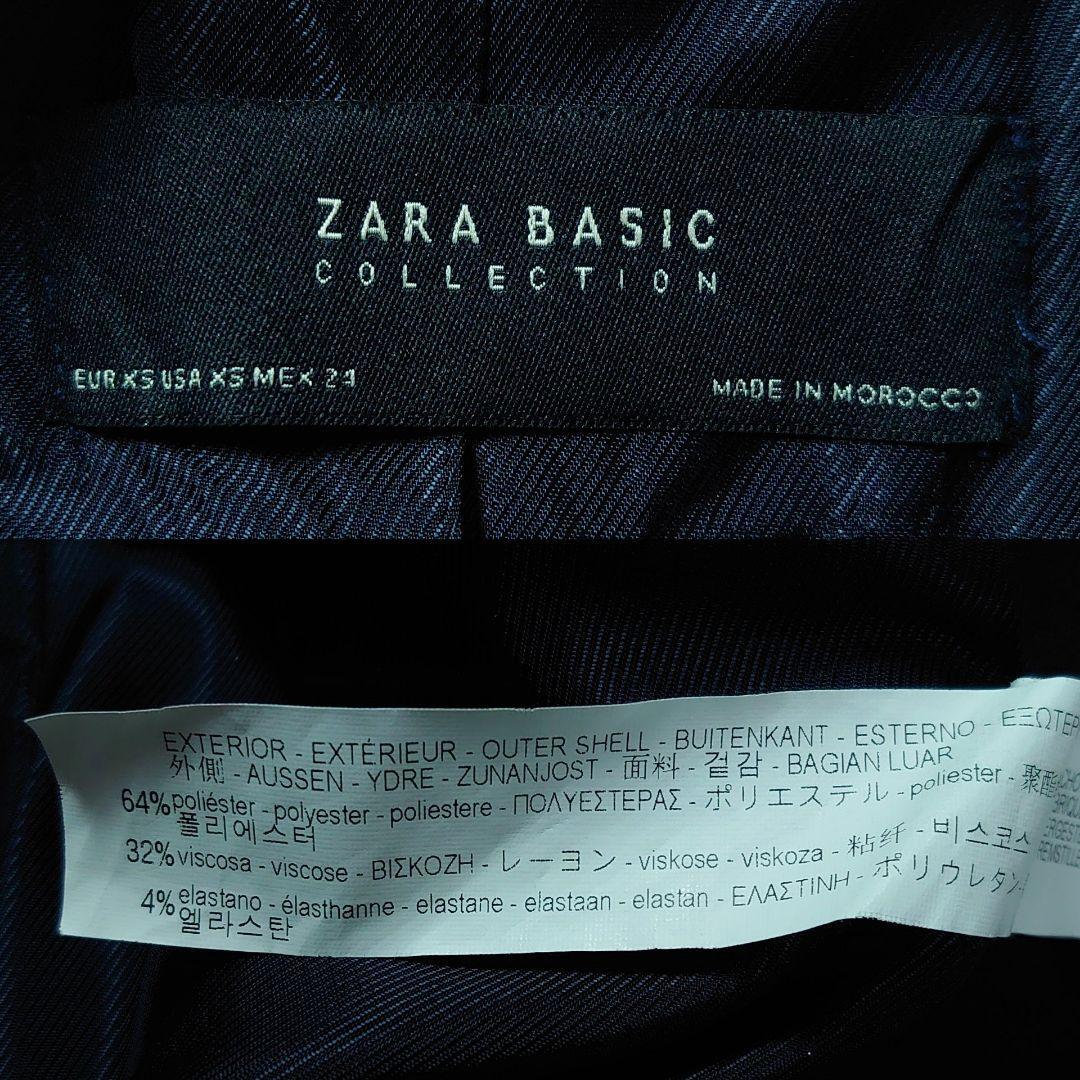 ZARA BASIC
COLLECTION
EUR XS USA XS MEX 24
MADE IN MOROCCO
EXTERIOR - EXTÉRIEUR - OUTER SHELL - BUITENKANT - ESTERNO - ΕΞΩΤΕΡ
外側 - AUSSEN - YDRE - ZUNANJOST - 面料 - 겉감 - BAGIAN LUAR
64% poliéster - polyester - poliestere - ΠΟΛΥΕΣΤΕΡΑΣ - ポリエステル - poliester - 聚酯
폴리에스터
32% viscosa - viscose - ΒΙΣΚΟΖΗ - レーヨン - viskose - viskoza - 粘纤 - 비스코스
4% elastano - élasthanne - elastane - elastaan - elastan - ΕΛΑΣΤΙΝΗ - ポリウレタン
엘라스탄